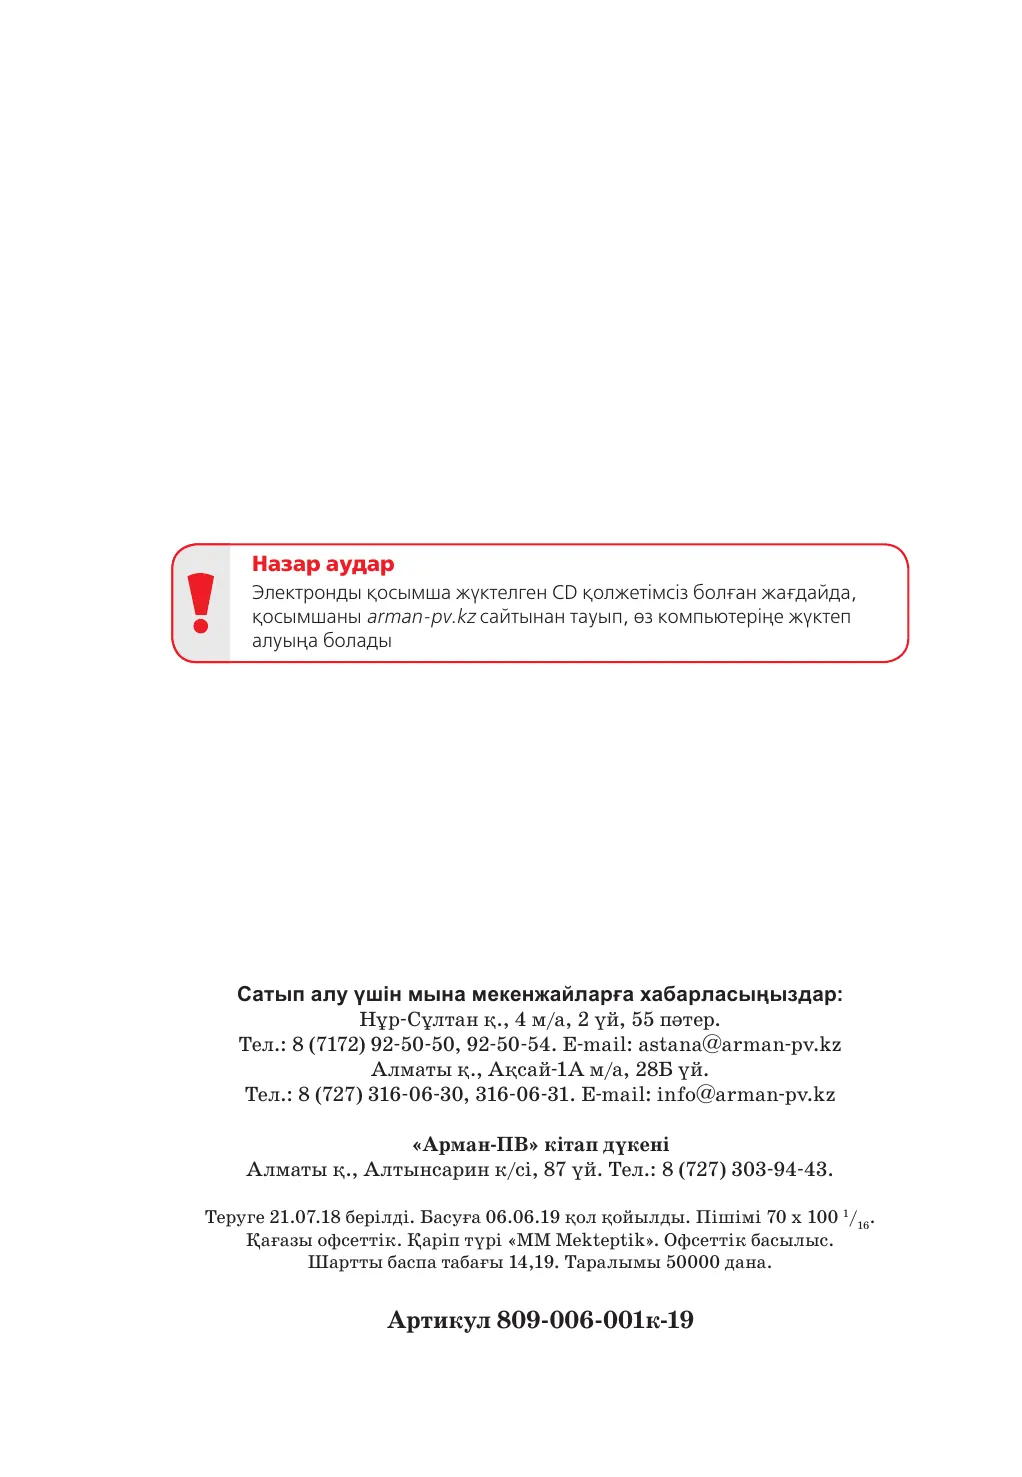 Назар аудар
Электронды қосымша жүктелген CD қолжетімсіз болған жағдайда,
қосымшаны arman-pv.kz сайтынан тауып, өз компьютеріңе жүктеп
алуыңа болады
Сатып алу үшін мына мекенжайларға хабарласыңыздар:
Нұр-Сұлтан қ., 4 м/а, 2 үй, 55 пәтер.
Тел.: 8 (7172) 92-50-50, 92-50-54. E-mail: astana@arman-pv.kz
Алматы қ., Ақсай-1А м/а, 28Б үй.
Тел.: 8 (727) 316-06-30, 316-06-31. E-mail: info@arman-pv.kz
«Арман-ПВ» кітап дүкені
Алматы қ., Алтынсарин к/сі, 87 үй. Тел.: 8 (727) 303-94-43.
Теруге 21.07.18 берілді. Басуға 06.06.19 қол қойылды. Пішімі 70 x 100 1/16.
Қағазы офсеттік. Қаріп түрі «MM Mekteptik». Офсеттік басылыс.
Шартты баспа табағы 14,19. Таралымы 50000 дана.
Артикул 809-006-001к-19